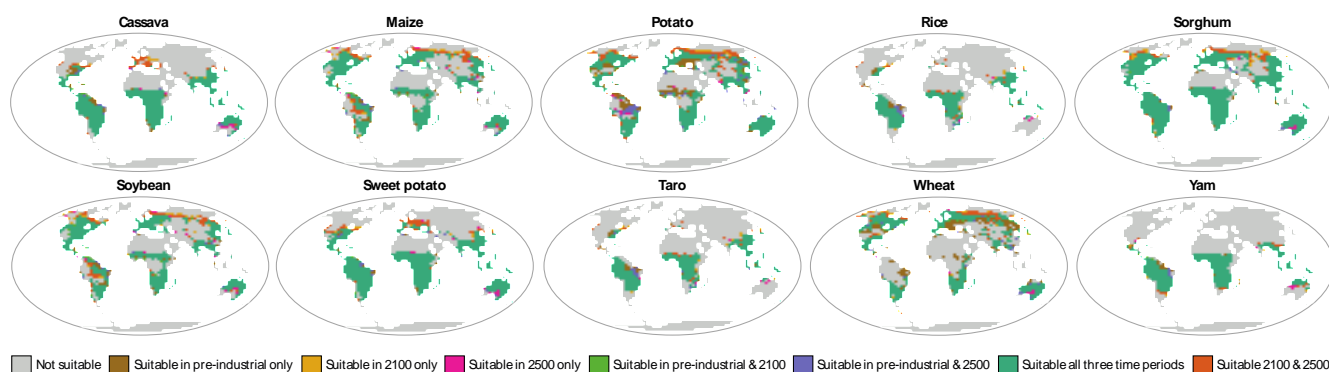 Cassava Maize Potato Rice Sorghum
Soybean Sweet potato Taro Wheat Yam
Not suitable Suitable in pre-industrial only Suitable in 2100 only Suitable in 2500 only Suitable in pre-industrial & 2100 Suitable in pre-industrial & 2500 Suitable all three time periods Suitable 2100 & 2500